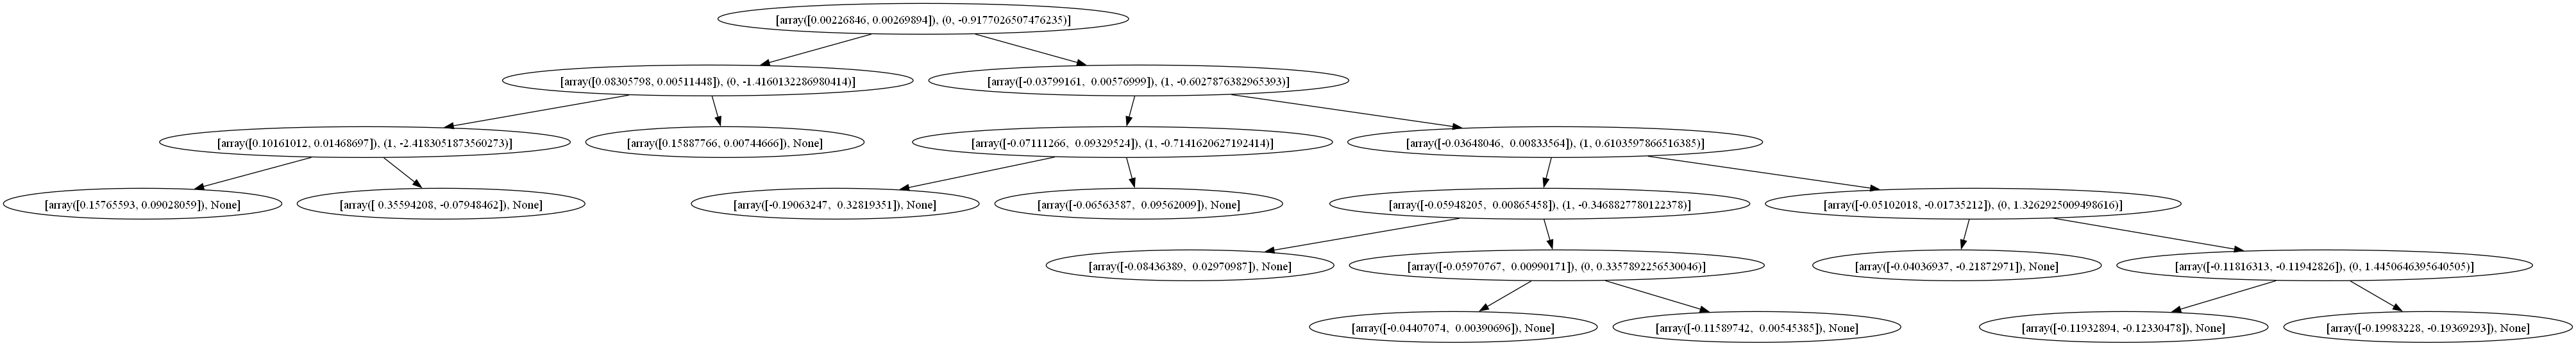 [array([0.00226846, 0.00269894]), (0, -0.9177026507476235)]
[array([0.08305798, 0.00511448]), (0, -1.4160132286980414)]
[array([-0.03799161,  0.00576999]), (1, -0.6027876382965393)]
[array([0.10161012, 0.01468697]), (1, -2.4183051873560273)]
[array([0.15887766, 0.00744666]), None]
[array([-0.07111266,  0.09329524]), (1, -0.7141620627192414)]
[array([-0.03648046,  0.00833564]), (1, 0.6103597866516385)]
[array([0.15765593, 0.09028059]), None]
[array([ 0.35594208, -0.07948462]), None]
[array([-0.19063247,  0.32819351]), None]
[array([-0.06563587,  0.09562009]), None]
[array([-0.05948205,  0.00865458]), (1, -0.3468827780122378)]
[array([-0.05102018, -0.01735212]), (0, 1.3262925009498616)]
[array([-0.08436389,  0.02970987]), None]
[array([-0.05970767,  0.00990171]), (0, 0.3357892256530046)]
[array([-0.04036937, -0.21872971]), None]
[array([-0.11816313, -0.11942826]), (0, 1.4450646395640505)]
[array([-0.04407074,  0.00390696]), None]
[array([-0.11589742,  0.00545385]), None]
[array([-0.11932894, -0.12330478]), None]
[array([-0.19983228, -0.19369293]), None]